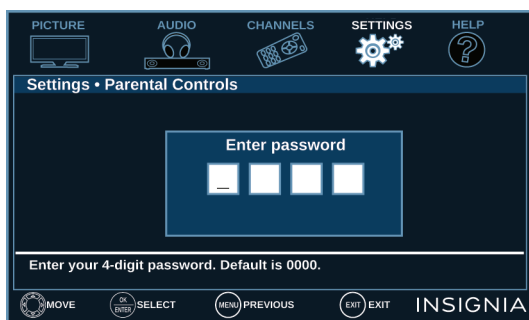 PICTURE AUDIO CHANNELS SETTINGS HELP
Settings • Parental Controls
Enter password
_
Enter your 4-digit password. Default is 0000.
MOVE OK ENTER SELECT MENU PREVIOUS EXIT EXIT INSIGNIA